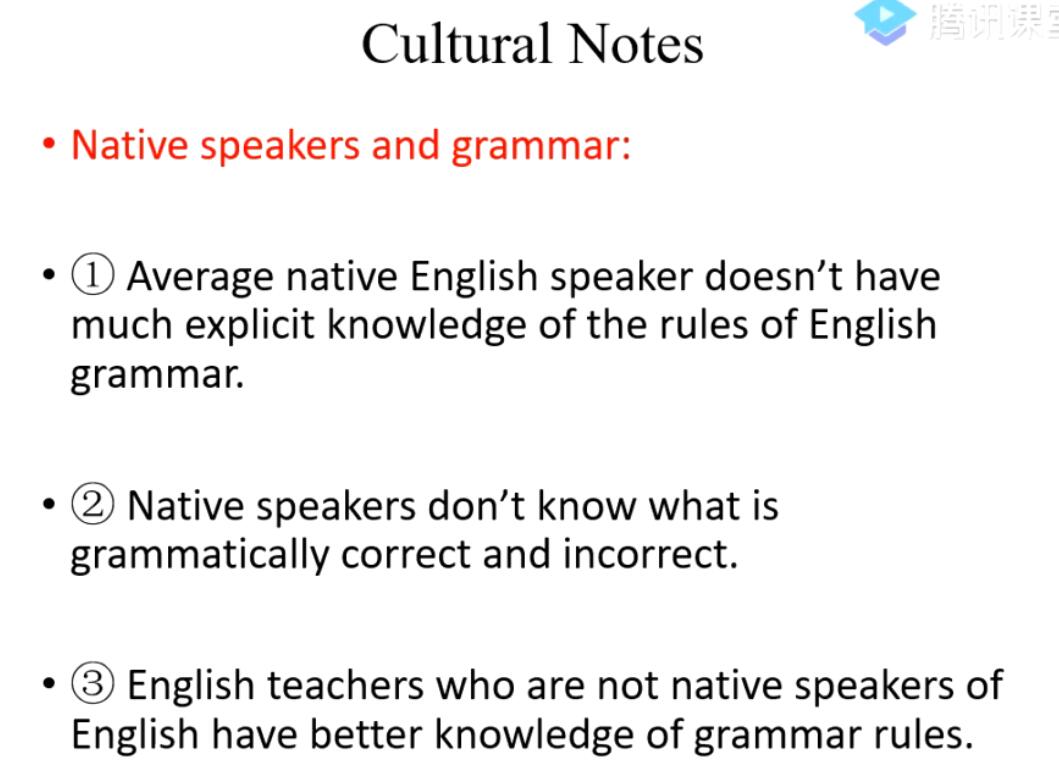 Cultural Notes
腾讯课堂
• Native speakers and grammar:
• ① Average native English speaker doesn’t have
much explicit knowledge of the rules of English
grammar.
• ② Native speakers don’t know what is
grammatically correct and incorrect.
• ③ English teachers who are not native speakers of
English have better knowledge of grammar rules.